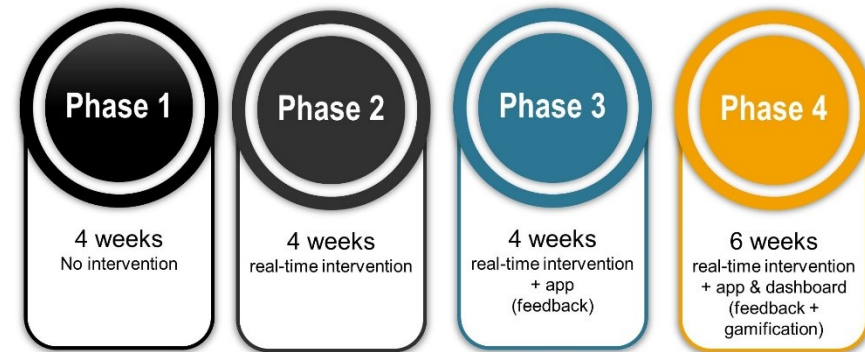 Phase 1
4 weeks
No intervention
Phase 2
4 weeks
real-time intervention
Phase 3
4 weeks
real-time intervention
+ app
(feedback)
Phase 4
6 weeks
real-time intervention
+ app & dashboard
(feedback +
gamification)